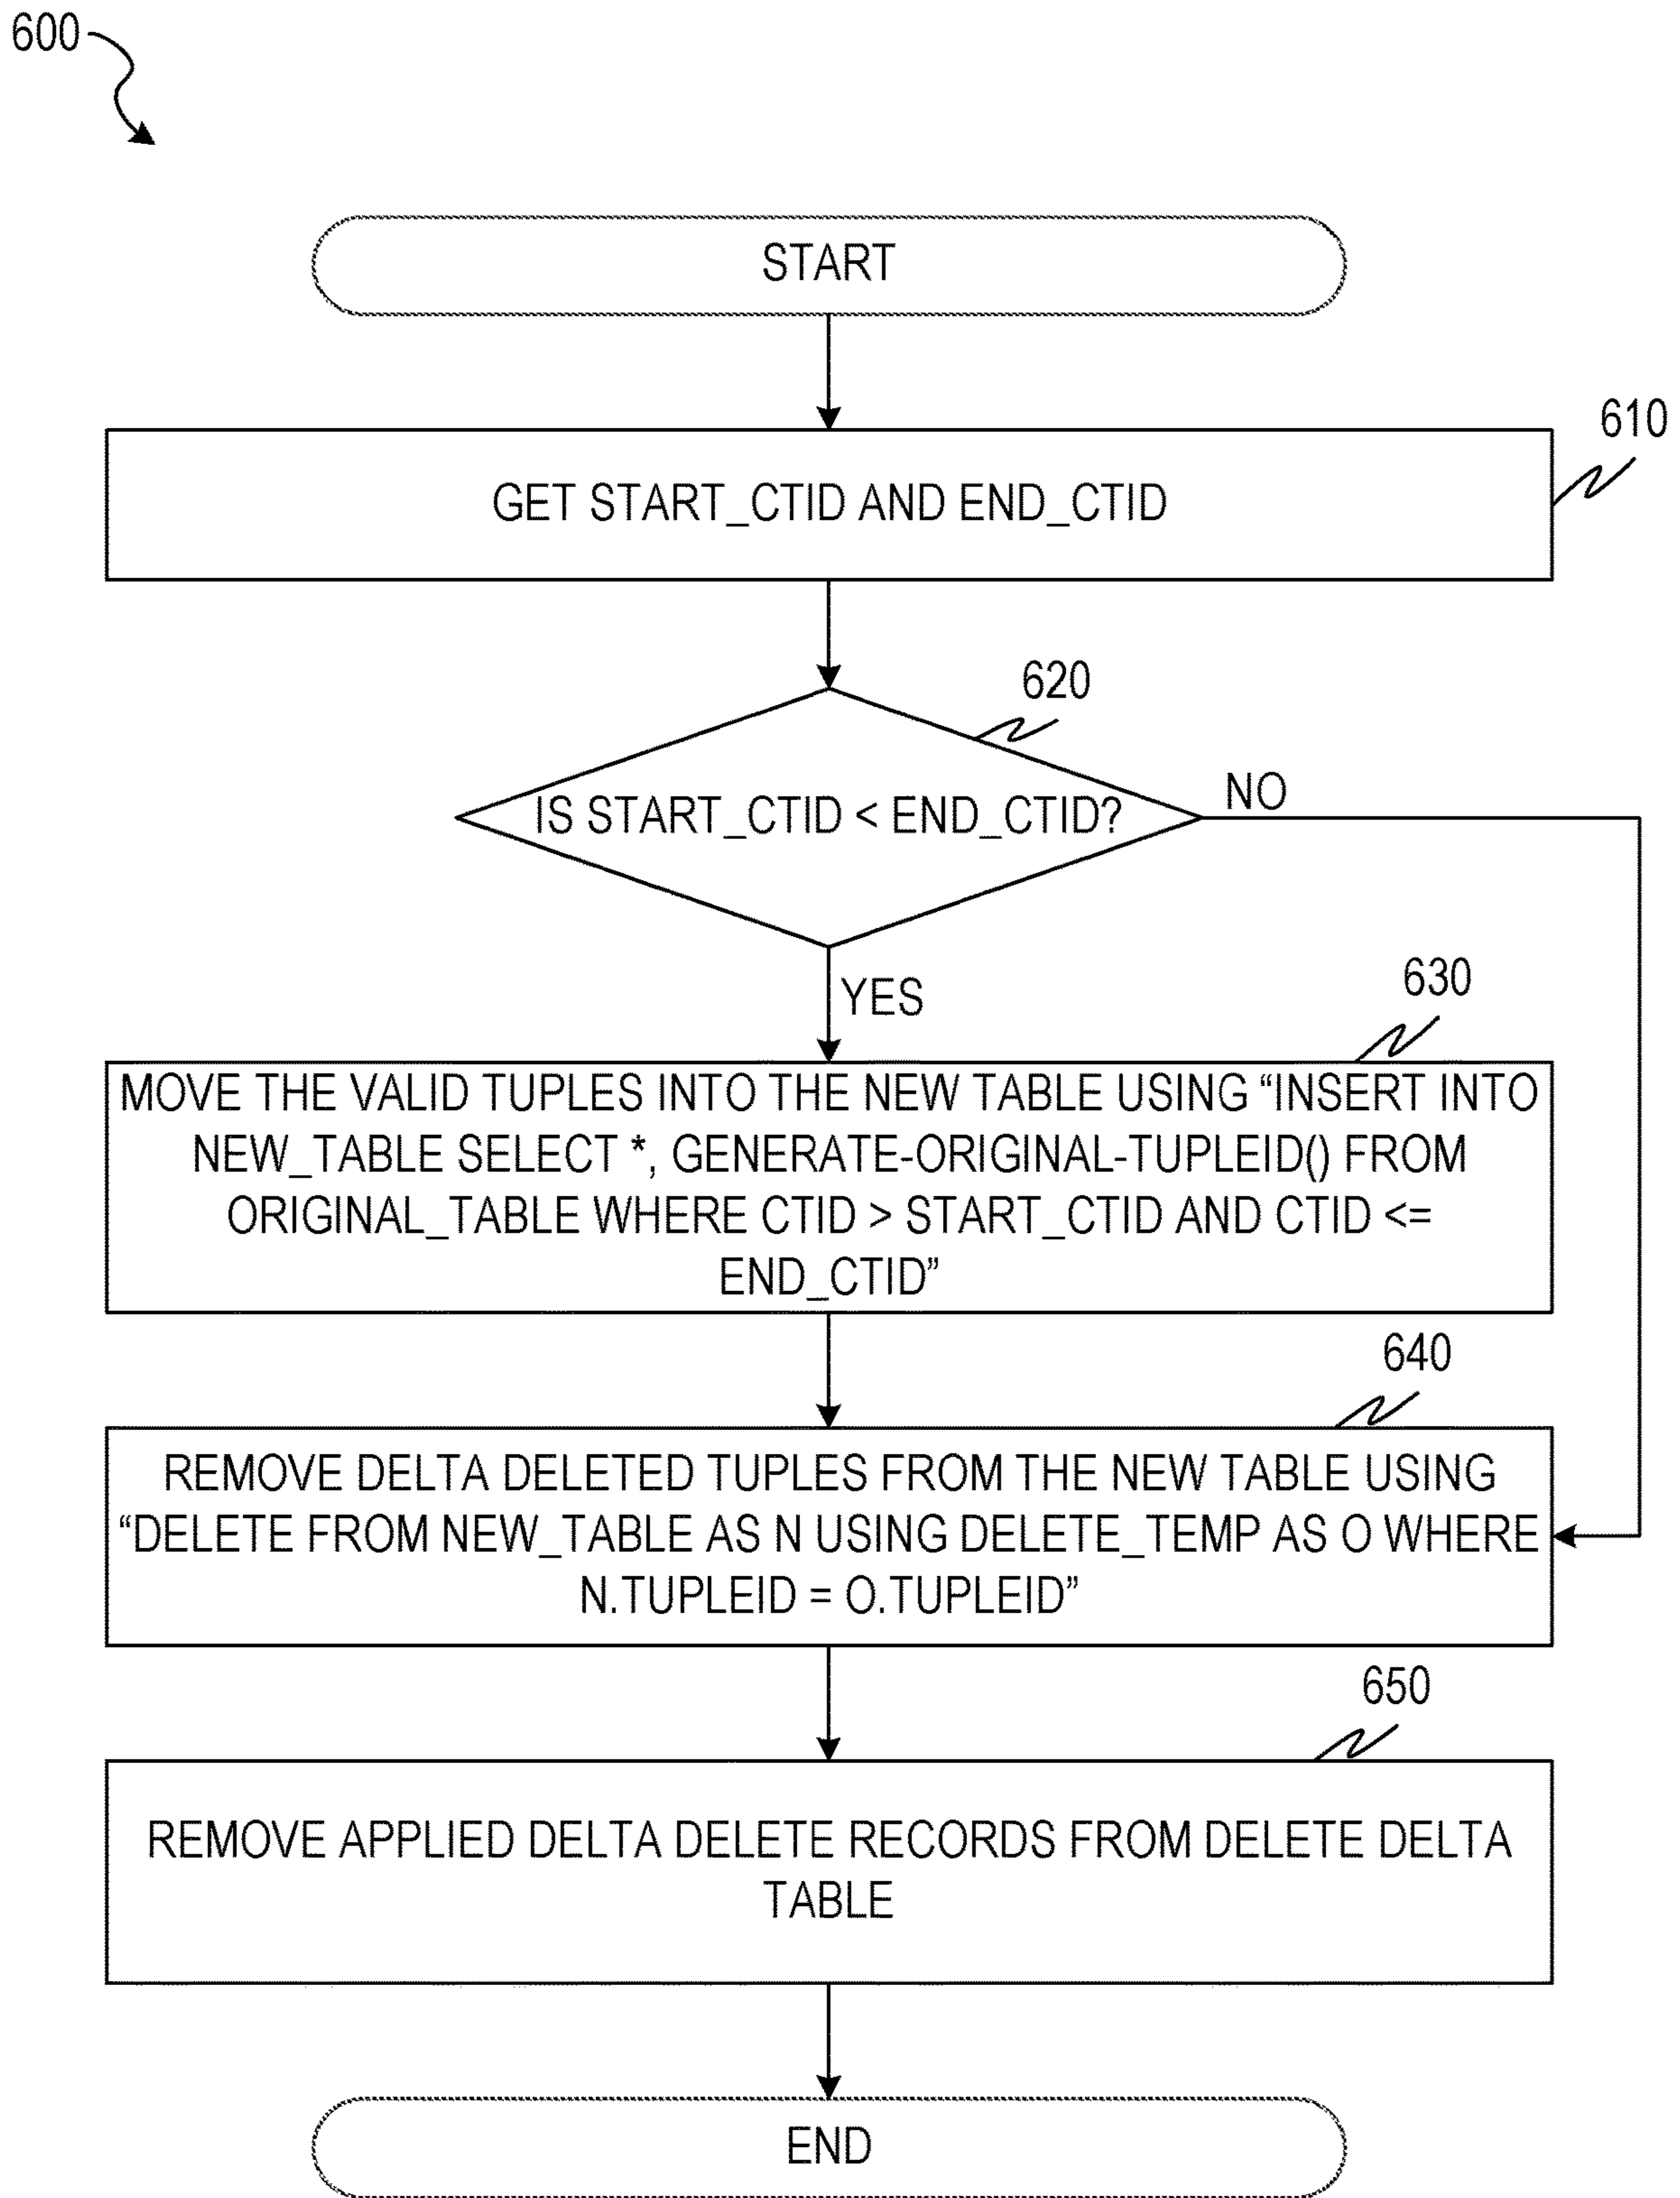 600
START
610
GET START_CTID AND END_CTID
620
IS START_CTID < END_CTID?
NO
YES
630
MOVE THE VALID TUPLES INTO THE NEW TABLE USING “INSERT INTO
NEW_TABLE SELECT *, GENERATE-ORIGINAL-TUPLEID() FROM
ORIGINAL_TABLE WHERE CTID > START_CTID AND CTID <=
END_CTID”
640
REMOVE DELTA DELETED TUPLES FROM THE NEW TABLE USING
“DELETE FROM NEW_TABLE AS N USING DELETE_TEMP AS O WHERE
N.TUPLEID = O.TUPLEID”
650
REMOVE APPLIED DELTA DELETE RECORDS FROM DELETE DELTA
TABLE
END